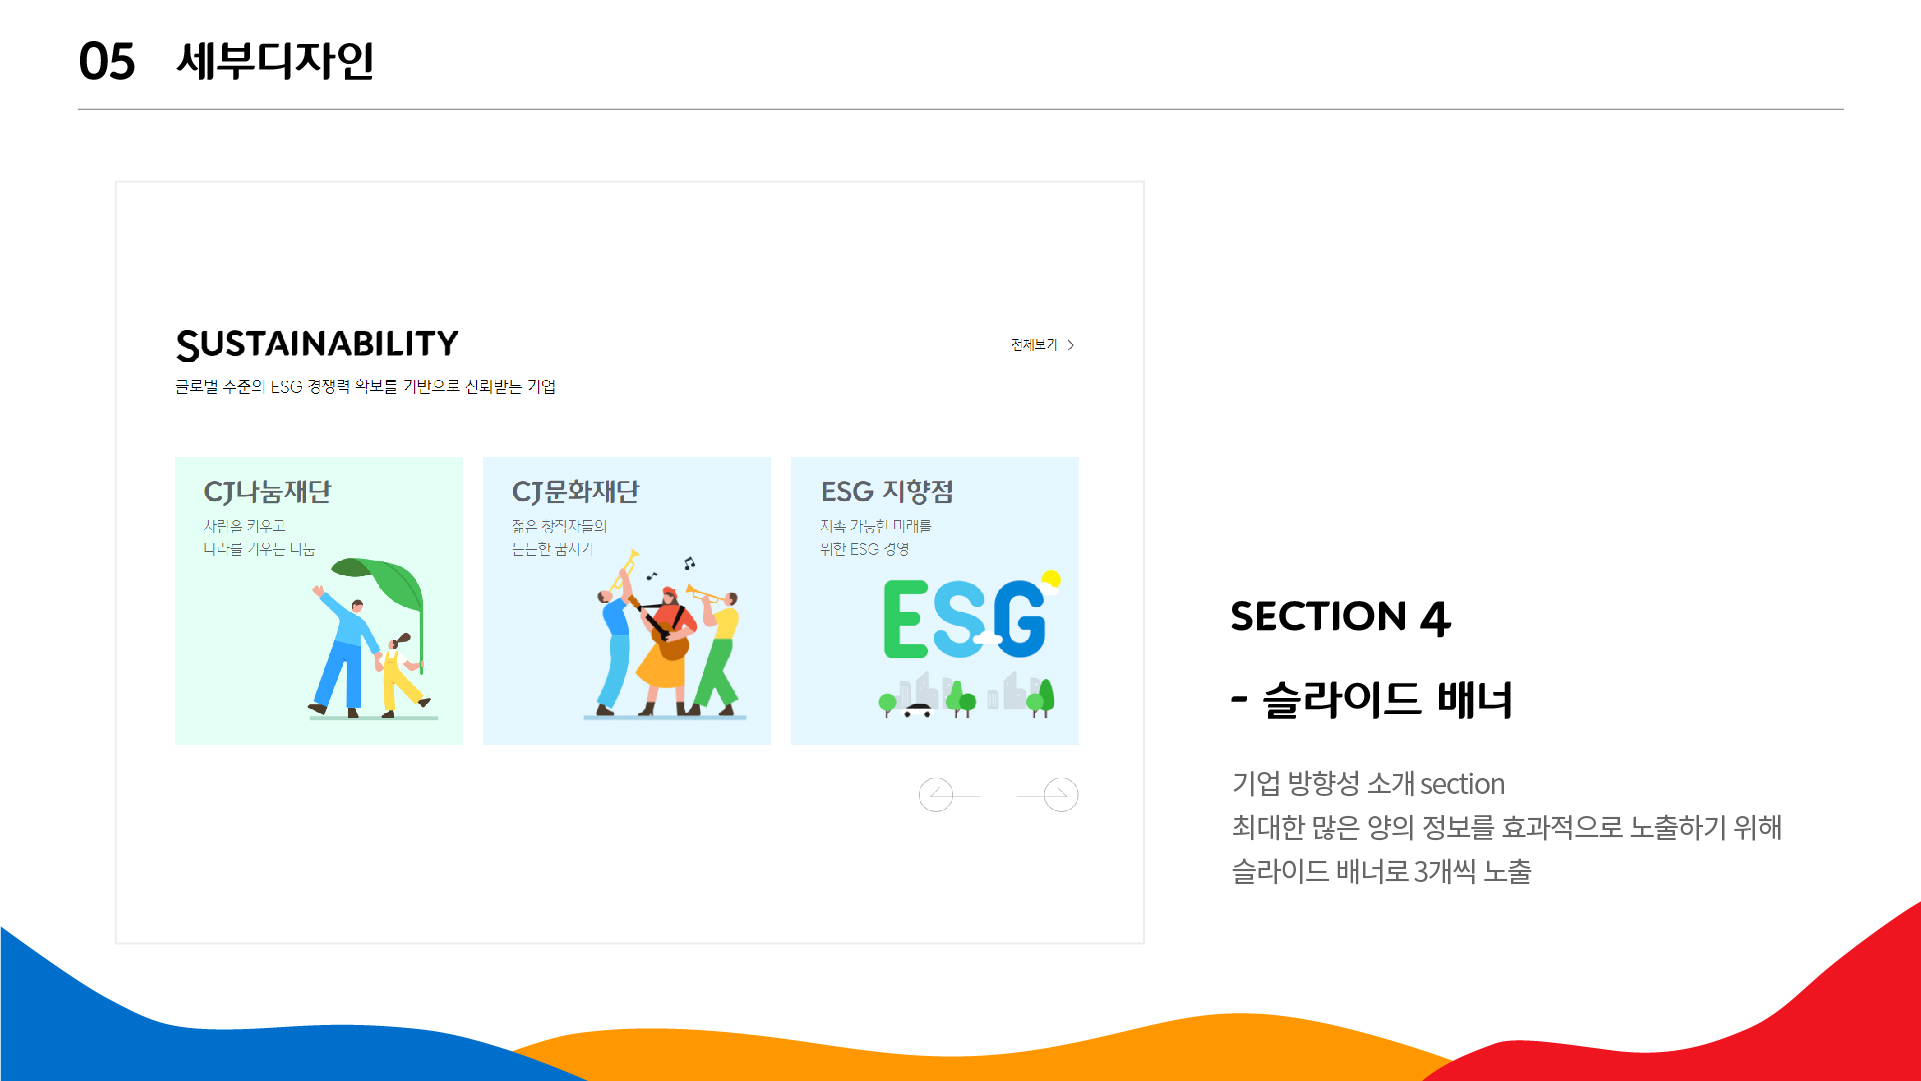 05 세부디자인
SUSTAINABILITY
전체보기
글로벌 수준의 ESG 경쟁력 확보를 기반으로 신뢰받는 기업
CJ나눔재단
사람을 키우고
나라를 키우는 나눔
CJ문화재단
젊은 창작자들의
든든한 꿈지기
ESG 지향점
지속 가능한 미래를
위한 ESG 경영
ESG
SECTION 4
- 슬라이드 배너
기업 방향성 소개 section
최대한 많은 양의 정보를 효과적으로 노출하기 위해
슬라이드 배너로 3개씩 노출